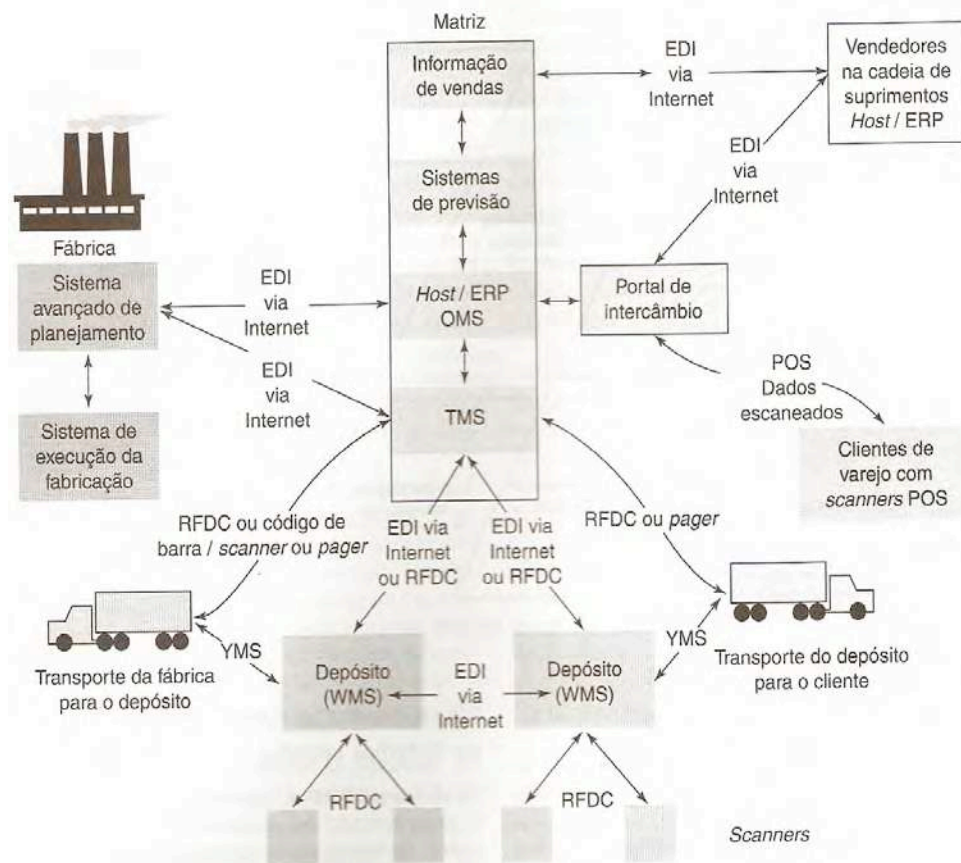 Matriz
Informação
de vendas
EDI
via
Internet
Vendedores
na cadeia de
suprimentos
Host / ERP
EDI
via
Internet
Sistemas
de previsão
Fábrica
Sistema
avançado de
planejamento
EDI
via
Internet
Host / ERP
OMS
Portal de
intercâmbio
EDI
via
Internet
POS
Dados
escaneados
TMS
Sistema de
execução da
fabricação
Clientes de
varejo com
scanners POS
RFDC ou código de
barra / scanner ou pager
EDI via
Internet
ou RFDC
EDI via
Internet
ou RFDC
RFDC ou pager
YMS
Transporte da fábrica
para o depósito
Depósito
(WMS)
EDI
via
Internet
Depósito
(WMS)
YMS
Transporte do depósito
para o cliente
RFDC
RFDC
Scanners